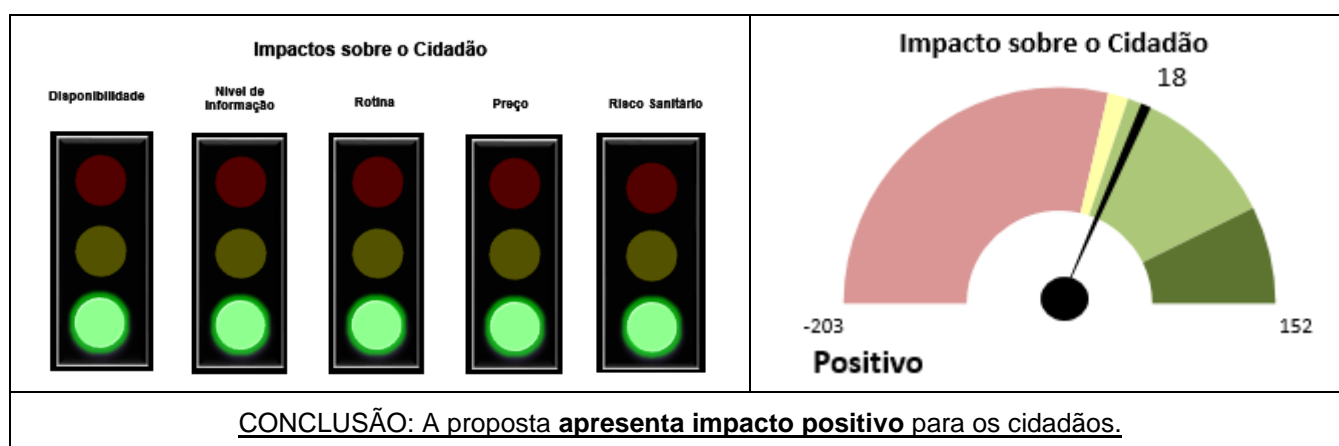 Impactos sobre o Cidadão
Disponibilidade
Nivel de
Informação
Rotina
Preço
Risco Sanitário
Impacto sobre o Cidadão
18
-203
152
Positivo
CONCLUSÃO: A proposta apresenta impacto positivo para os cidadãos.